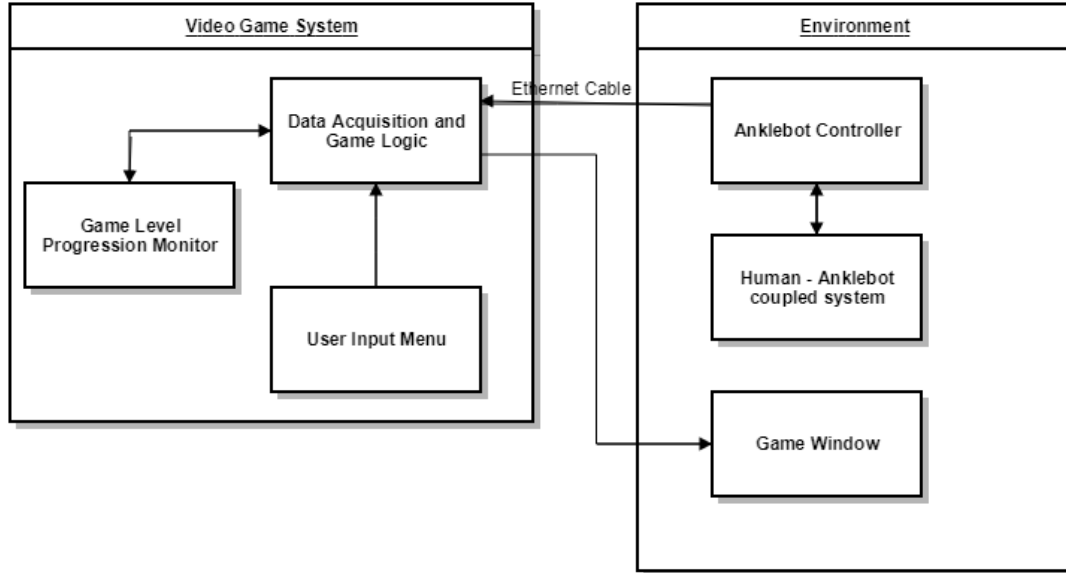 Video Game System
Environment
Ethernet Cable
Data Acquisition and
Game Logic
Anklebot Controller
Game Level
Progression Monitor
Human - Anklebot
coupled system
User Input Menu
Game Window